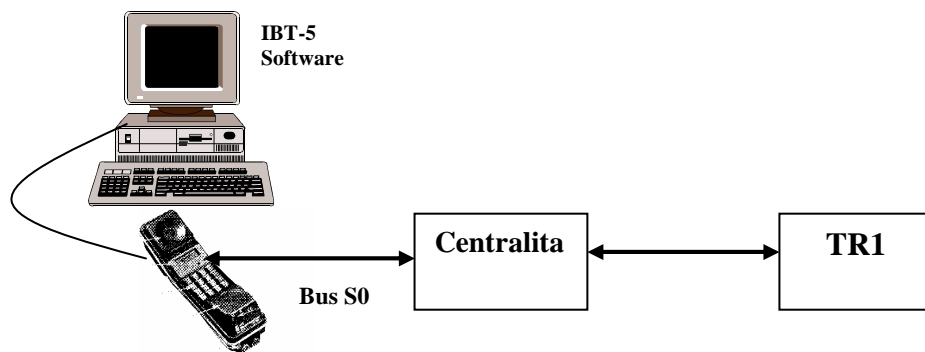 IBT-5
Software
Centralita
TR1
Bus S0